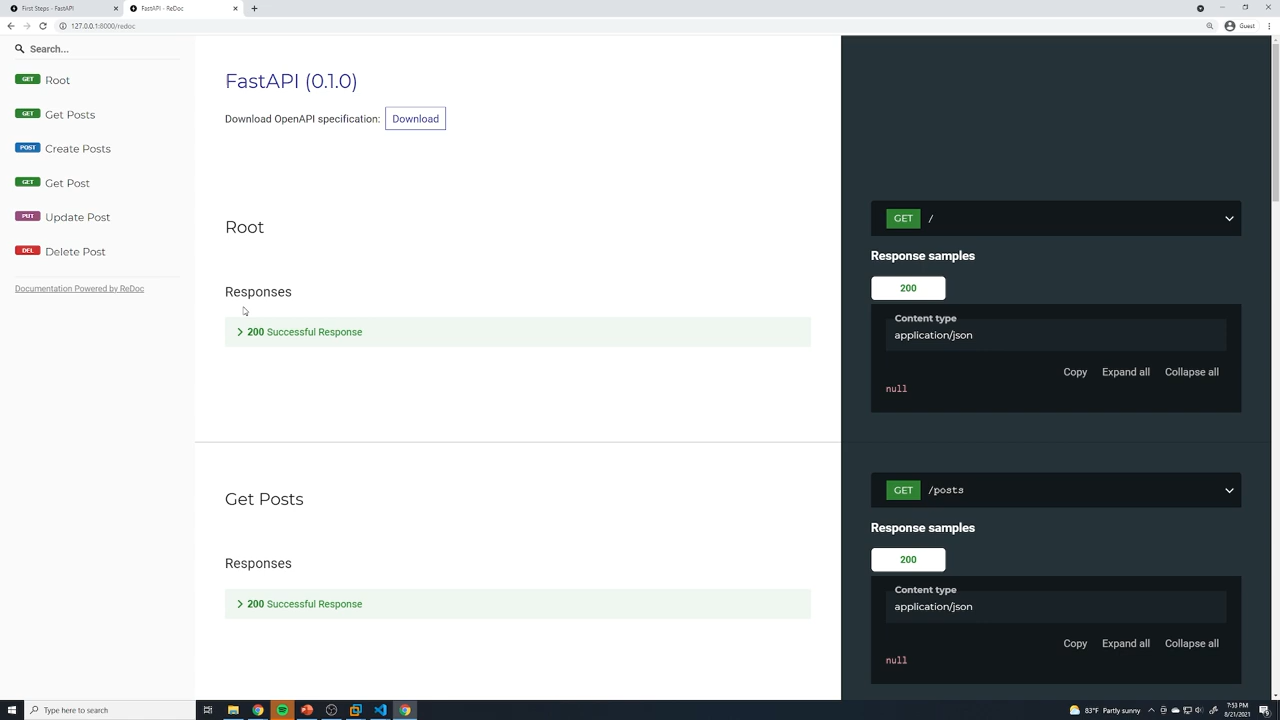 First Steps - FastAPI
FastAPI - ReDoc
127.0.0.1:8000/redoc
Guest
Search...
GET Root
GET Get Posts
POST Create Posts
GET Get Post
PUT Update Post
DEL Delete Post
Documentation Powered by ReDoc
FastAPI (0.1.0)
Download OpenAPI specification: Download
Root
Responses
200 Successful Response
GET /
Response samples
200
Content type
application/json
Copy Expand all Collapse all
null
Get Posts
Responses
200 Successful Response
GET /posts
Response samples
200
Content type
application/json
Copy Expand all Collapse all
null
Type here to search
83°F Partly sunny
7:53 PM
8/21/2021